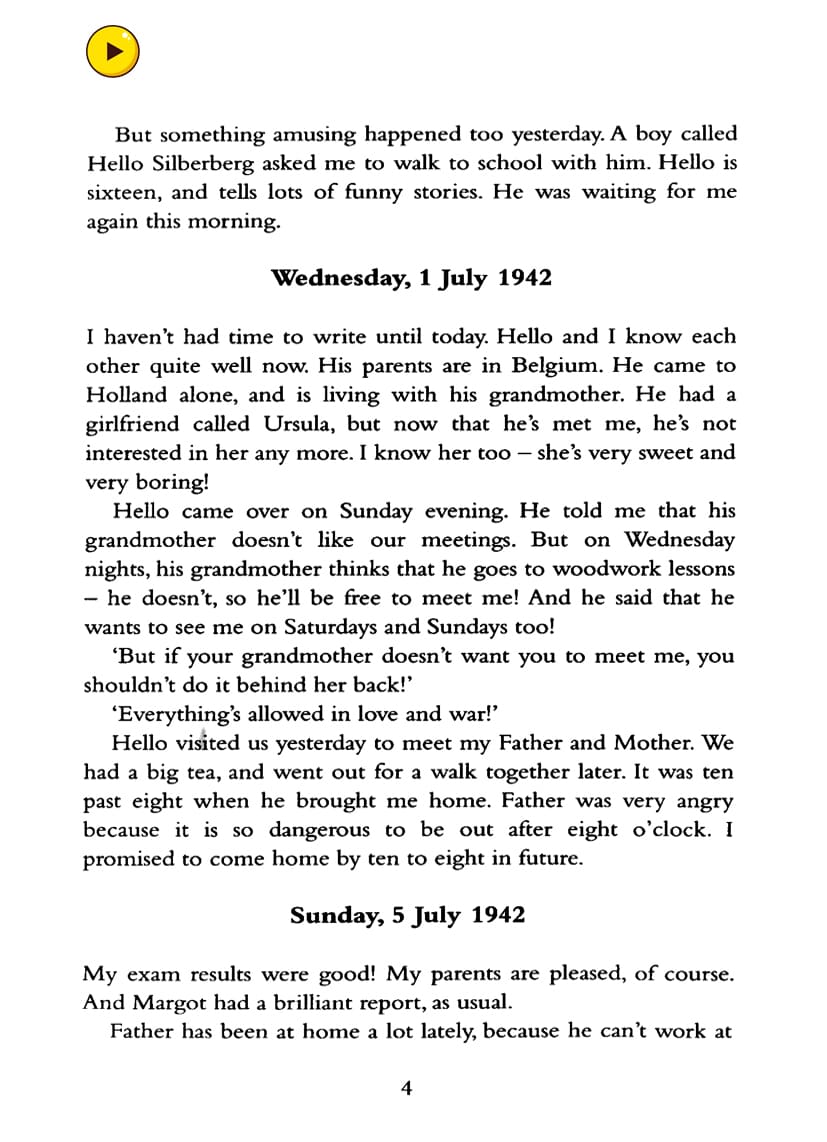 But something amusing happened too yesterday. A boy called
Hello Silberberg asked me to walk to school with him. Hello is
sixteen, and tells lots of funny stories. He was waiting for me
again this morning.
Wednesday, 1 July 1942
I haven't had time to write until today. Hello and I know each
other quite well now. His parents are in Belgium. He came to
Holland alone, and is living with his grandmother. He had a
girlfriend called Ursula, but now that he's met me, he's not
interested in her any more. I know her too – she's very sweet and
very boring!
Hello came over on Sunday evening. He told me that his
grandmother doesn't like our meetings. But on Wednesday
nights, his grandmother thinks that he goes to woodwork lessons
– he doesn't, so he'll be free to meet me! And he said that he
wants to see me on Saturdays and Sundays too!
‘But if your grandmother doesn't want you to meet me, you
shouldn't do it behind her back!’
‘Everything's allowed in love and war!’
Hello visited us yesterday to meet my Father and Mother. We
had a big tea, and went out for a walk together later. It was ten
past eight when he brought me home. Father was very angry
because it is so dangerous to be out after eight o'clock. I
promised to come home by ten to eight in future.
Sunday, 5 July 1942
My exam results were good! My parents are pleased, of course.
And Margot had a brilliant report, as usual.
Father has been at home a lot lately, because he can't work at
4